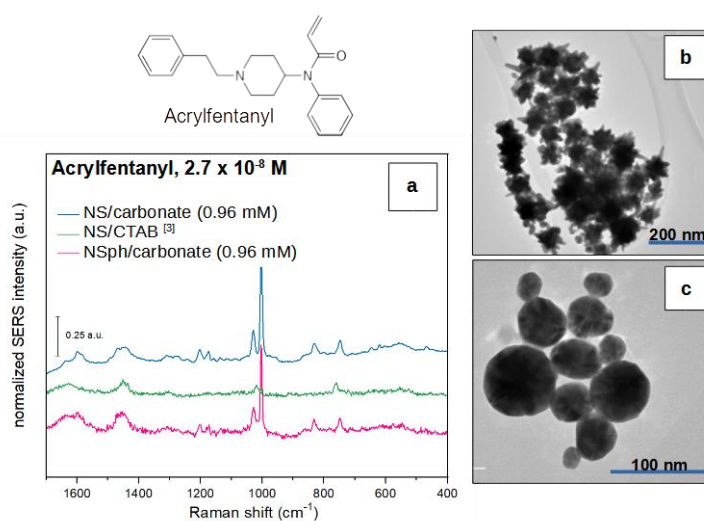 N
N
O
Acrylfentanyl
b
200 nm
Acrylfentanyl, 2.7 x 10⁻⁸ M
a
NS/carbonate (0.96 mM)
NS/CTAB [3]
NSph/carbonate (0.96 mM)
0.25 a.u.
normalized SERS intensity (a.u.)
1600 1400 1200 1000 800 600 400
Raman shift (cm⁻¹)
c
100 nm